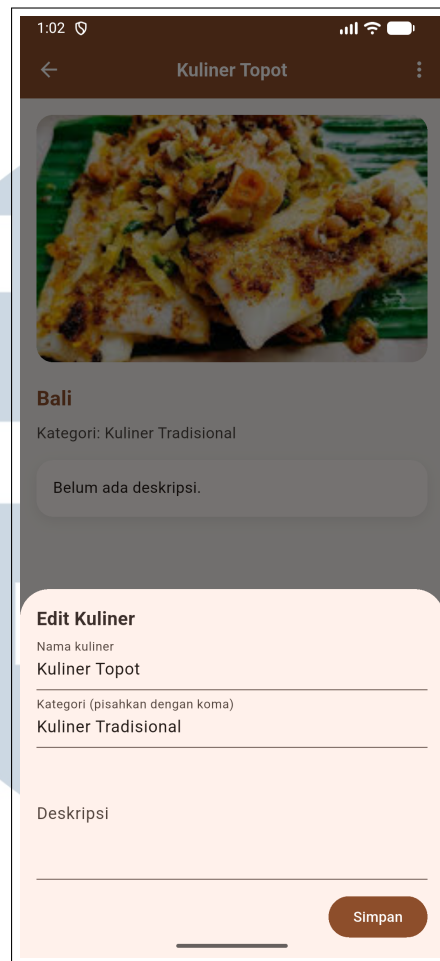 1:02
Kuliner Topot
Bali
Kategori: Kuliner Tradisional
Belum ada deskripsi.
Edit Kuliner
Nama kuliner
Kuliner Topot
Kategori (pisahkan dengan koma)
Kuliner Tradisional
Deskripsi
Simpan